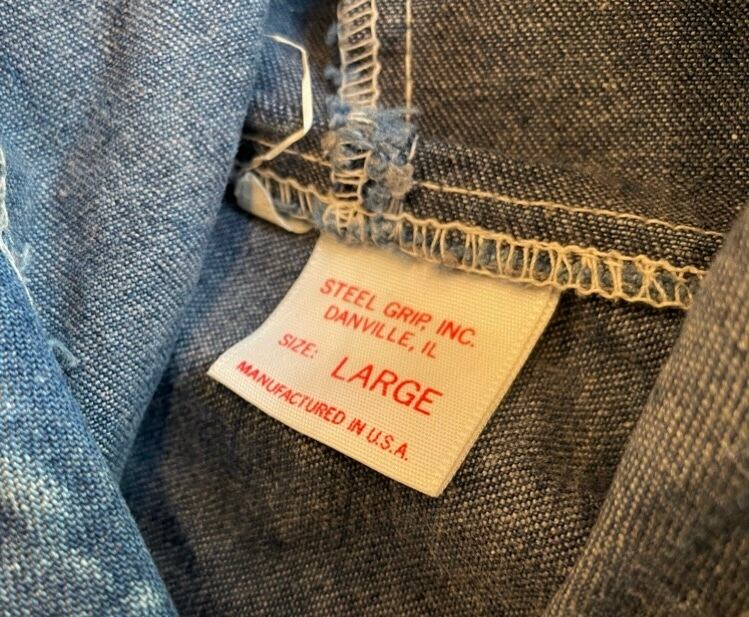 STEEL GRIP, INC.
DANVILLE, IL
SIZE: LARGE
MANUFACTURED IN U.S.A.